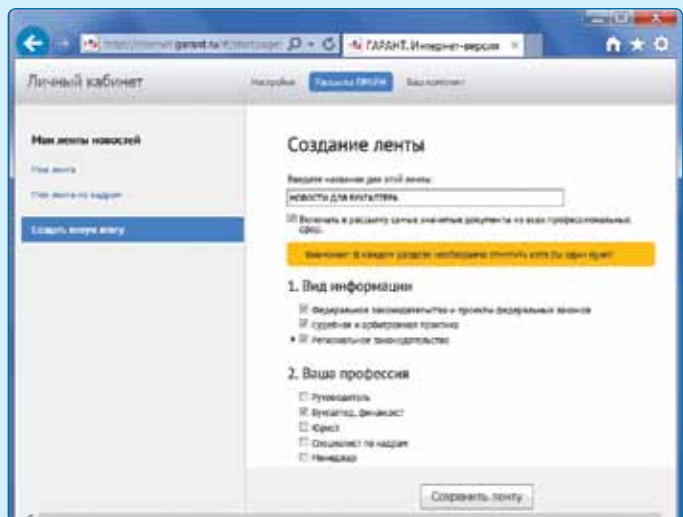 garant.ru
ГАРАНТ. Интернет-версия
Личный кабинет
Настройки Рассылка ПРАЙМ Ваш комплект
Мои ленты новостей
Моя лента
Моя лента по кадрам
Создать новую ленту
Создание ленты
Введите название для этой ленты:
НОВОСТИ ДЛЯ БУХГАЛТЕРА
Включать в рассылку самые значимые документы из всех профессиональных
сфер.
Внимание! В каждом разделе необходимо отметить хотя бы один пункт
1. Вид информации
Федеральное законодательство и проекты федеральных законов
Судебная и арбитражная практика
Региональное законодательство
2. Ваша профессия
Руководитель
Бухгалтер, финансист
Юрист
Специалист по кадрам
Менеджер
Сохранить ленту